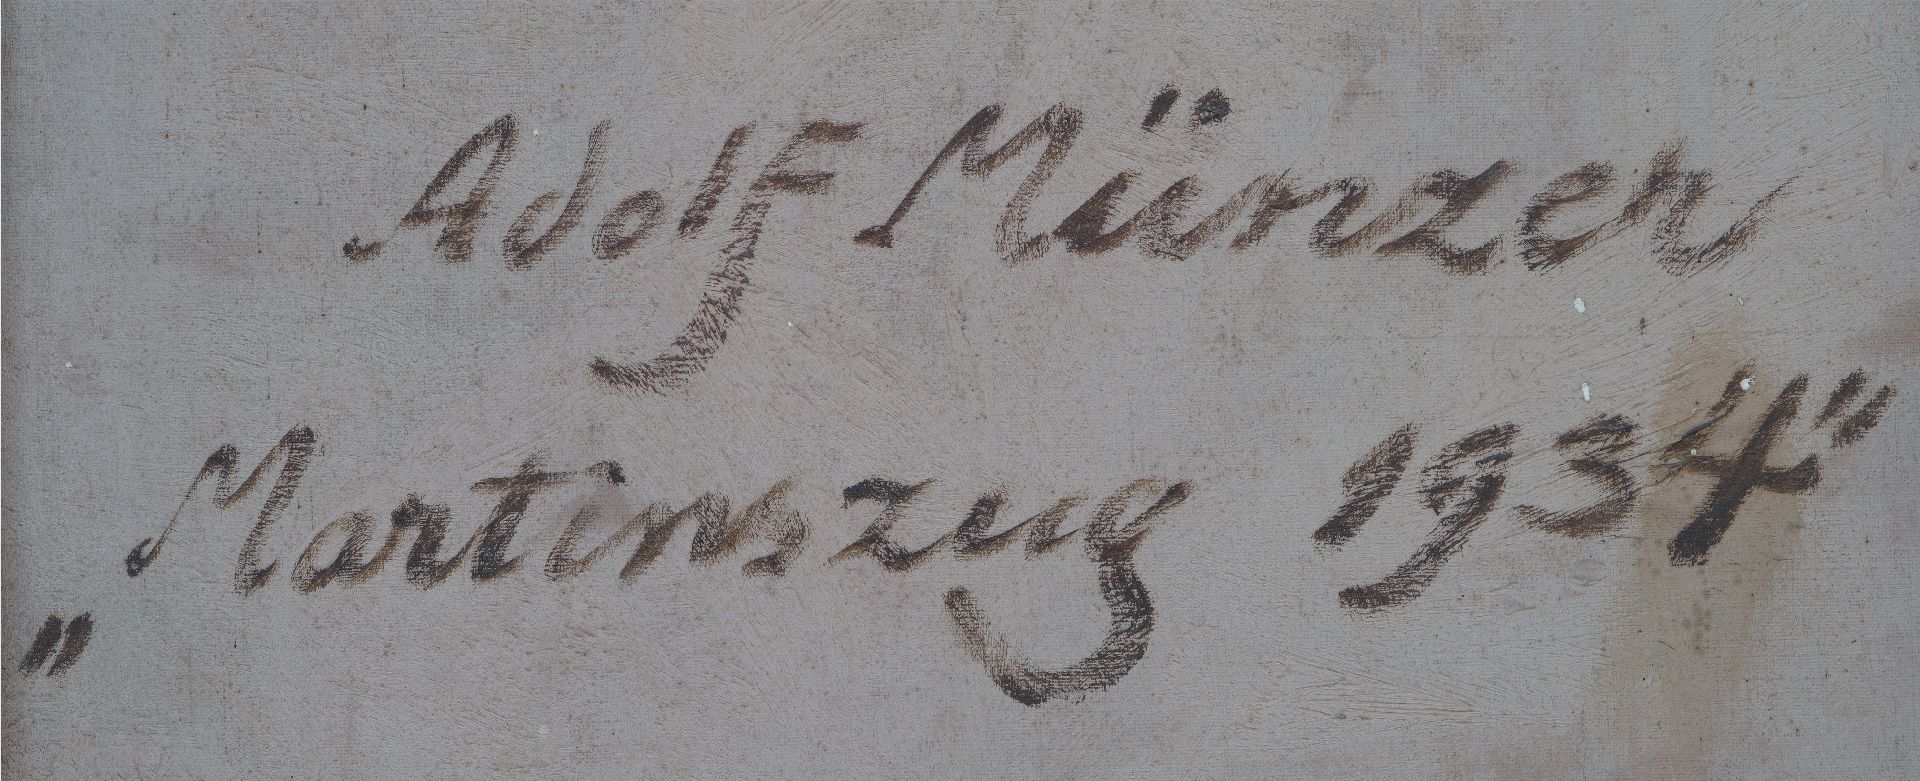 Adolf Münzer
„Martinszug 1934"